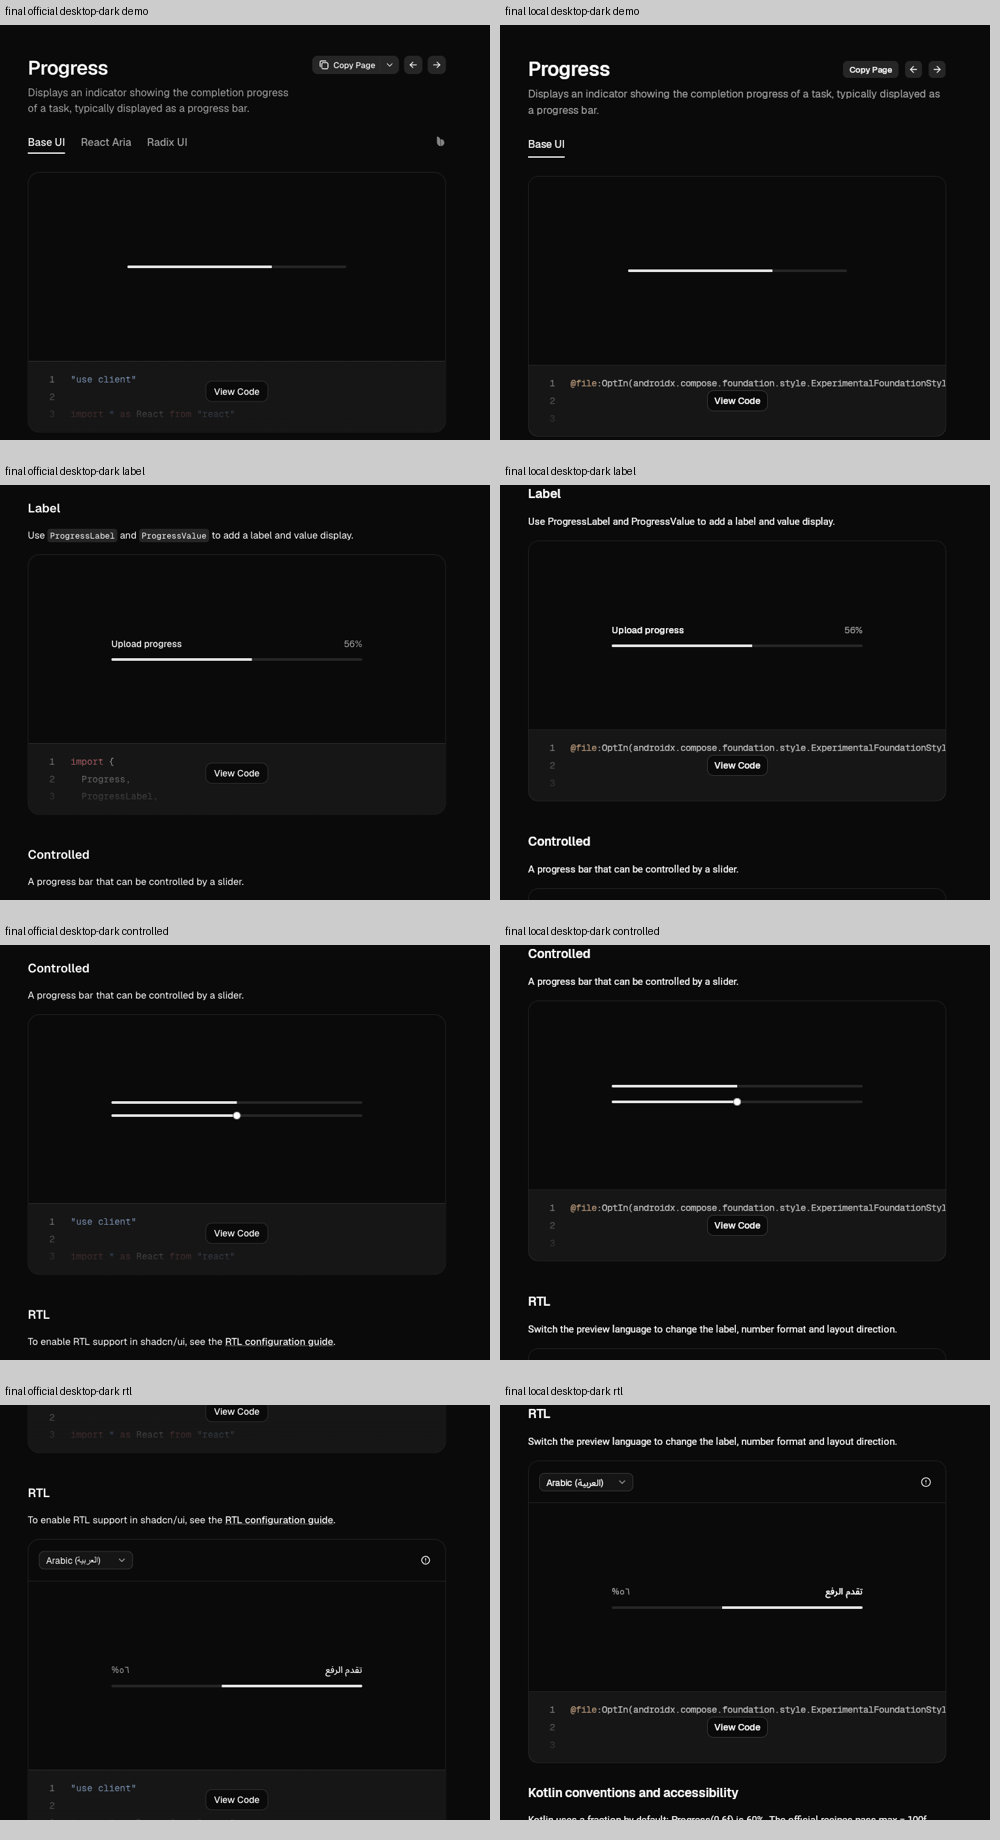 final official desktop-dark demo
Progress
Copy Page
Displays an indicator showing the completion progress
of a task, typically displayed as a progress bar.
Base UI React Aria Radix UI
1 "use client"
2
3 import * as React from "react"
View Code
final local desktop-dark demo
Progress
Copy Page
Displays an indicator showing the completion progress of a task, typically displayed as
a progress bar.
Base UI
1 @file:OptIn(androidx.compose.foundation.style.ExperimentalFoundationStyl
2
3
View Code
final official desktop-dark label
Label
Use ProgressLabel and ProgressValue to add a label and value display.
Upload progress 56%
1 import {
2 Progress,
3 ProgressLabel,
View Code
Controlled
A progress bar that can be controlled by a slider.
final local desktop-dark label
Label
Use ProgressLabel and ProgressValue to add a label and value display.
Upload progress 56%
1 @file:OptIn(androidx.compose.foundation.style.ExperimentalFoundationStyl
2
3
View Code
Controlled
A progress bar that can be controlled by a slider.
final official desktop-dark controlled
Controlled
A progress bar that can be controlled by a slider.
1 "use client"
2
3 import * as React from "react"
View Code
RTL
To enable RTL support in shadcn/ui, see the RTL configuration guide.
final local desktop-dark controlled
Controlled
A progress bar that can be controlled by a slider.
1 @file:OptIn(androidx.compose.foundation.style.ExperimentalFoundationStyl
2
3
View Code
RTL
Switch the preview language to change the label, number format and layout direction.
final official desktop-dark rtl
2
3 import * as React from "react"
View Code
RTL
To enable RTL support in shadcn/ui, see the RTL configuration guide.
Arabic (العربية)
تقدم الرفع
%٥٦
1 "use client"
2
View Code
final local desktop-dark rtl
RTL
Switch the preview language to change the label, number format and layout direction.
Arabic (العربية)
تقدم الرفع
%٥٦
1 @file:OptIn(androidx.compose.foundation.style.ExperimentalFoundationStyl
2
3
View Code
Kotlin conventions and accessibility
Kotlin uses a fraction by default: Progress(0.6f) is 60%. The official recipes pass max = 100f